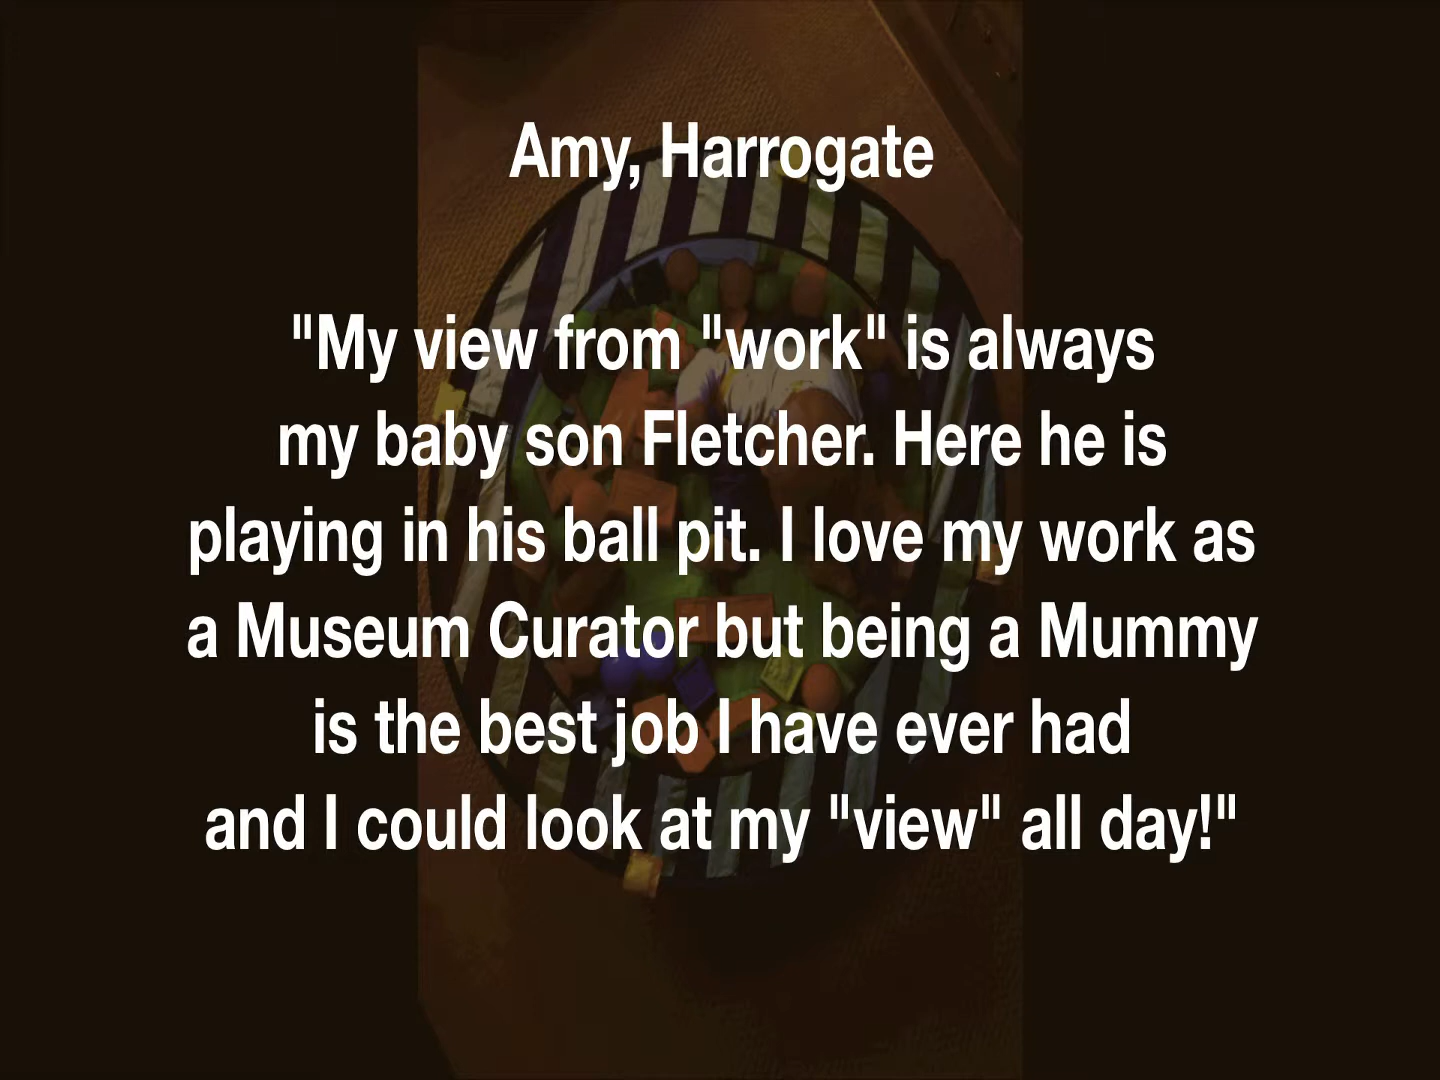 Amy, Harrogate
"My view from "work" is always
my baby son Fletcher. Here he is
playing in his ball pit. I love my work as
a Museum Curator but being a Mummy
is the best job I have ever had
and I could look at my "view" all day!"